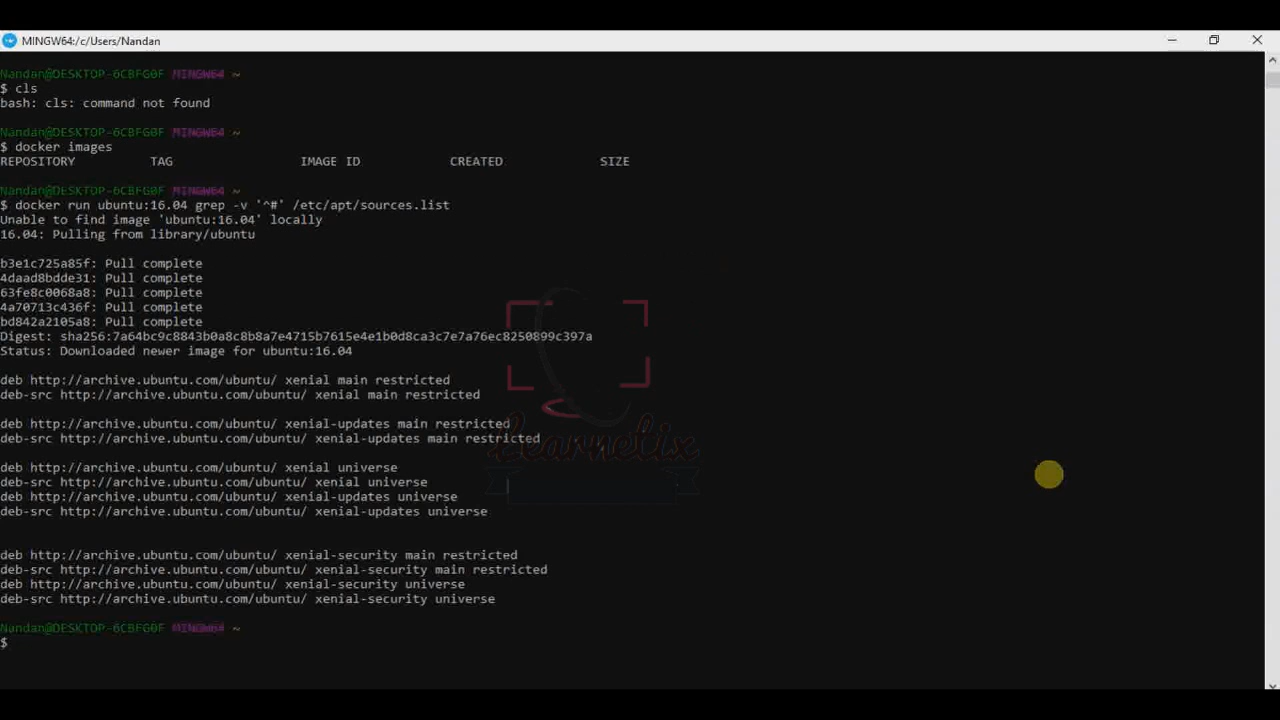 MINGW64:/c/Users/Nandan
Nandan@DESKTOP-6CBFG0F MINGW64 ~
$ cls
bash: cls: command not found
Nandan@DESKTOP-6CBFG0F MINGW64 ~
$ docker images
REPOSITORY TAG IMAGE ID CREATED SIZE
Nandan@DESKTOP-6CBFG0F MINGW64 ~
$ docker run ubuntu:16.04 grep -v '^#' /etc/apt/sources.list
Unable to find image 'ubuntu:16.04' locally
16.04: Pulling from library/ubuntu
b3e1c725a85f: Pull complete
4daad8bdde31: Pull complete
63fe8c0068a8: Pull complete
4a70713c436f: Pull complete
bd842a2105a8: Pull complete
Digest: sha256:7a64bc9c8843b0a8c8b8a7e4715b7615e4e1b0d8ca3c7e7a76ec8250899c397a
Status: Downloaded newer image for ubuntu:16.04
deb http://archive.ubuntu.com/ubuntu/ xenial main restricted
deb-src http://archive.ubuntu.com/ubuntu/ xenial main restricted
deb http://archive.ubuntu.com/ubuntu/ xenial-updates main restricted
deb-src http://archive.ubuntu.com/ubuntu/ xenial-updates main restricted
Learnetix
deb http://archive.ubuntu.com/ubuntu/ xenial universe
deb-src http://archive.ubuntu.com/ubuntu/ xenial universe
deb http://archive.ubuntu.com/ubuntu/ xenial-updates universe
deb-src http://archive.ubuntu.com/ubuntu/ xenial-updates universe
deb http://archive.ubuntu.com/ubuntu/ xenial-security main restricted
deb-src http://archive.ubuntu.com/ubuntu/ xenial-security main restricted
deb http://archive.ubuntu.com/ubuntu/ xenial-security universe
deb-src http://archive.ubuntu.com/ubuntu/ xenial-security universe
Nandan@DESKTOP-6CBFG0F MINGW64 ~
$